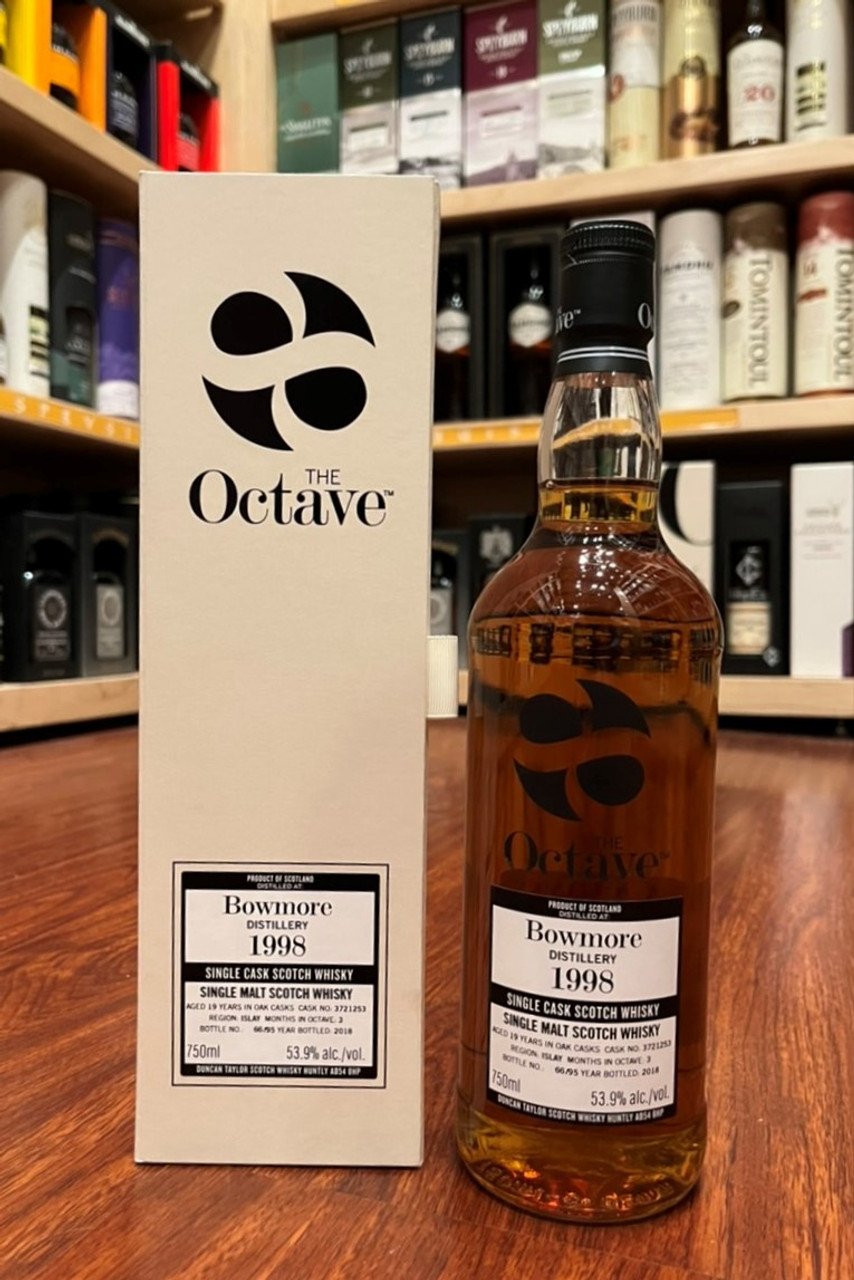 SPEYBURN
SPEYBURN
SPEYBURN
SPEYBURN
20
TOMINTOUL
TOMINTOUL
THE
Octave™
PRODUCT OF SCOTLAND
DISTILLED AT:
Bowmore
DISTILLERY
1998
SINGLE CASK SCOTCH WHISKY
SINGLE MALT SCOTCH WHISKY
AGED 19 YEARS IN OAK CASKS CASK NO. 3721253
REGION: ISLAY MONTHS IN OCTAVE: 3
BOTTLE NO.: 66/95 YEAR BOTTLED: 2018
750ml 53.9% alc./vol.
DUNCAN TAYLOR SCOTCH WHISKY HUNTLY AB54 8HP
THE
Octave™
PRODUCT OF SCOTLAND
DISTILLED AT:
Bowmore
DISTILLERY
1998
SINGLE CASK SCOTCH WHISKY
SINGLE MALT SCOTCH WHISKY
AGED 19 YEARS IN OAK CASKS CASK NO. 3721253
REGION: ISLAY MONTHS IN OCTAVE: 3
BOTTLE NO.: 66/95 YEAR BOTTLED: 2018
750ml 53.9% alc./vol.
DUNCAN TAYLOR SCOTCH WHISKY HUNTLY AB54 8HP